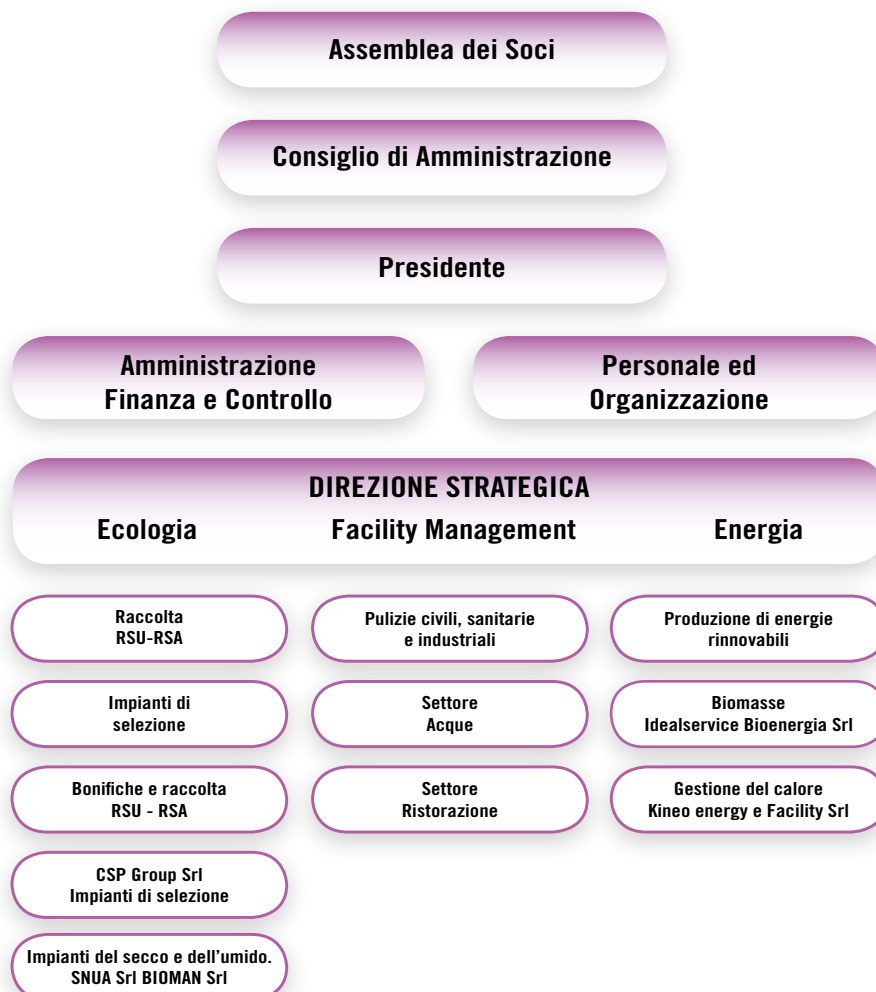 Assemblea dei Soci
Consiglio di Amministrazione
Presidente
Amministrazione
Finanza e Controllo
Personale ed
Organizzazione
DIREZIONE STRATEGICA
Ecologia
Facility Management
Energia
Raccolta
RSU-RSA
Impianti di
selezione
Bonifiche e raccolta
RSU - RSA
CSP Group Srl
Impianti di selezione
Impianti del secco e dell'umido.
SNUA Srl BIOMAN Srl
Pulizie civili, sanitarie
e industriali
Settore
Acque
Settore
Ristorazione
Produzione di energie
rinnovabili
Biomasse
Idealservice Bioenergia Srl
Gestione del calore
Kineo energy e Facility Srl